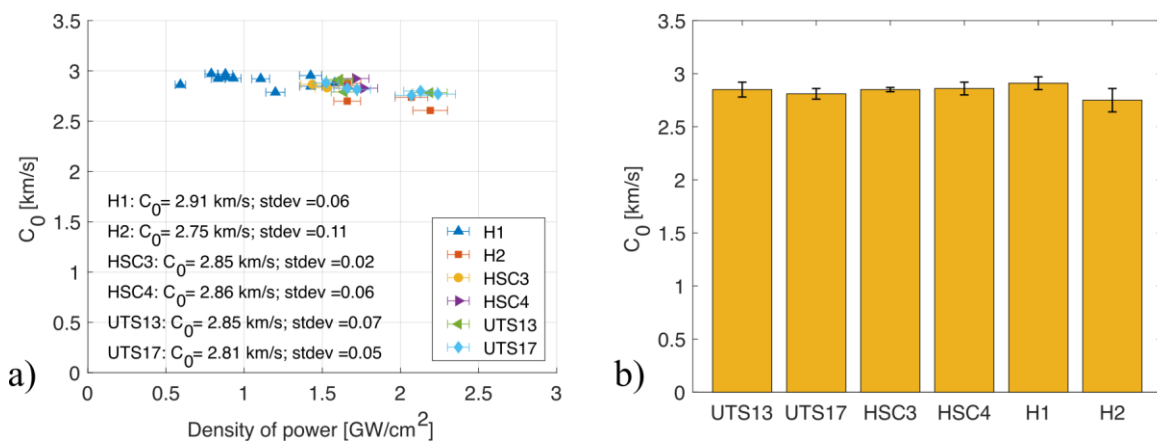 3.5
3
2.5
2
1.5
1
0.5
0
C0 [km/s]
H1: C0= 2.91 km/s; stdev =0.06
H2: C0= 2.75 km/s; stdev =0.11
HSC3: C0= 2.85 km/s; stdev =0.02
HSC4: C0= 2.86 km/s; stdev =0.06
UTS13: C0= 2.85 km/s; stdev =0.07
UTS17: C0= 2.81 km/s; stdev =0.05
H1
H2
HSC3
HSC4
UTS13
UTS17
0 0.5 1 1.5 2 2.5 3
Density of power [GW/cm2]
a)
3.5
3
2.5
2
1.5
1
0.5
0
C0 [km/s]
UTS13 UTS17 HSC3 HSC4 H1 H2
b)